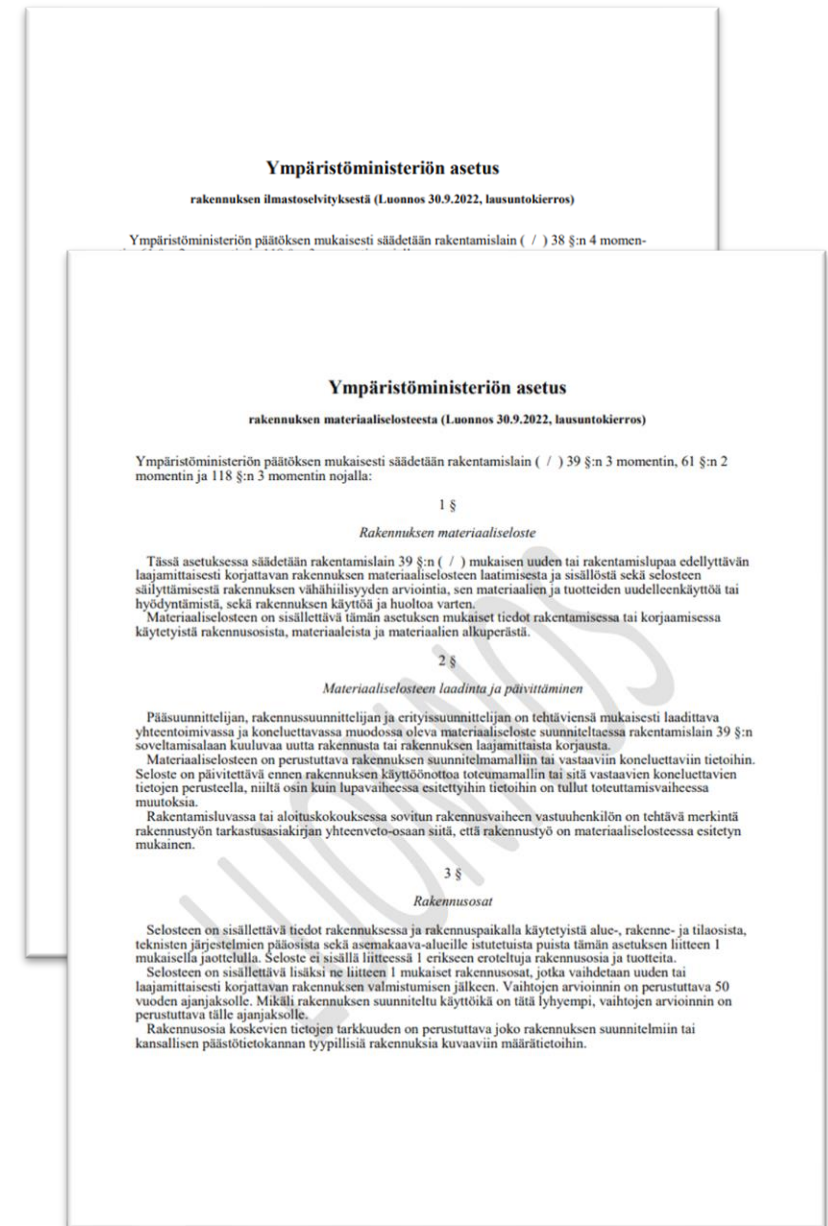 Ympäristöministeriön asetus
rakennuksen ilmastoselvityksestä (Luonnos 30.9.2022, lausuntokierros)
Ympäristöministeriön päätöksen mukaisesti säädetään rakentamislain ( / ) 38 §:n 4 momen-
Ympäristöministeriön asetus
rakennuksen materiaaliselosteesta (Luonnos 30.9.2022, lausuntokierros)
Ympäristöministeriön päätöksen mukaisesti säädetään rakentamislain ( / ) 39 §:n 3 momentin, 61 §:n 2
momentin ja 118 §:n 3 momentin nojalla:
1 §
Rakennuksen materiaaliseloste
Tässä asetuksessa säädetään rakentamislain 39 §:n ( / ) mukaisen uuden tai rakentamislupaa edellyttävän
laajamittaisesti korjattavan rakennuksen materiaaliselosteen laatimisesta ja sisällöstä sekä selosteen
säilyttämisestä rakennuksen vähähiilisyyden arviointia, sen materiaalien ja tuotteiden uudelleenkäyttöä tai
hyödyntämistä, sekä rakennuksen käyttöä ja huoltoa varten.
Materiaaliselosteen on sisällettävä tämän asetuksen mukaiset tiedot rakentamisessa tai korjaamisessa
käytetyistä rakennusosista, materiaaleista ja materiaalien alkuperästä.
2 §
Materiaaliselosteen laadinta ja päivittäminen
Pääsuunnittelijan, rakennussuunnittelijan ja erityissuunnittelijan on tehtäviensä mukaisesti laadittava
yhteentoimivassa ja koneluettavassa muodossa oleva materiaaliseloste suunniteltaessa rakentamislain 39 §:n
soveltamisalaan kuuluvaa uutta rakennusta tai rakennuksen laajamittaista korjausta.
Materiaaliselosteen on perustuttava rakennuksen suunnitelmamalliin tai vastaaviin koneluettaviin tietoihin.
Seloste on päivitettävä ennen rakennuksen käyttöönottoa toteumamallin tai sitä vastaavien koneluettavien
tietojen perusteella, niiltä osin kuin lupavaiheessa esitettyihin tietoihin on tullut toteuttamisvaiheessa
muutoksia.
Rakentamisluvassa tai aloituskokouksessa sovitun rakennusvaiheen vastuuhenkilön on tehtävä merkintä
rakennustyön tarkastusasiakirjan yhteenveto-osaan siitä, että rakennustyö on materiaaliselosteessa esitetyn
mukainen.
3 §
Rakennusosat
Selosteen on sisällettävä tiedot rakennuksessa ja rakennuspaikalla käytetyistä alue-, rakenne- ja tilaosista,
teknisten järjestelmien pääosista sekä asemakaava-alueille istutetuista puista tämän asetuksen liitteen 1
mukaisella jaottelulla. Seloste ei sisällä liitteessä 1 erikseen eroteltuja rakennusosia ja tuotteita.
Selosteen on sisällettävä lisäksi ne liitteen 1 mukaiset rakennusosat, jotka vaihdetaan uuden tai
laajamittaisesti korjattavan rakennuksen valmistumisen jälkeen. Vaihtojen arvioinnin on perustuttava 50
vuoden ajanjaksolle. Mikäli rakennuksen suunniteltu käyttöikä on tätä lyhyempi, vaihtojen arvioinnin on
perustuttava tälle ajanjaksolle.
Rakennusosia koskevien tietojen tarkkuuden on perustuttava joko rakennuksen suunnitelmiin tai
kansallisen päästötietokannan tyypillisiä rakennuksia kuvaaviin määrätietoihin.
LUONNOS